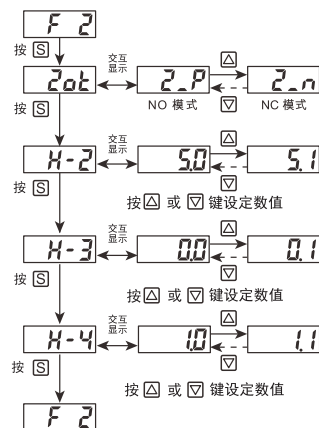 F 2
按 S
交互
显示
2ot 2_P 2_n
NO 模式 NC 模式
按 S
交互
显示
H-2 5.0 5.1
按 S
按△ 或 ▽ 键设定数值
交互
显示
H-3 0.0 0.1
按 S
按△ 或 ▽ 键设定数值
交互
显示
H-4 1.0 1.1
按 S
按△ 或 ▽ 键设定数值
F 2